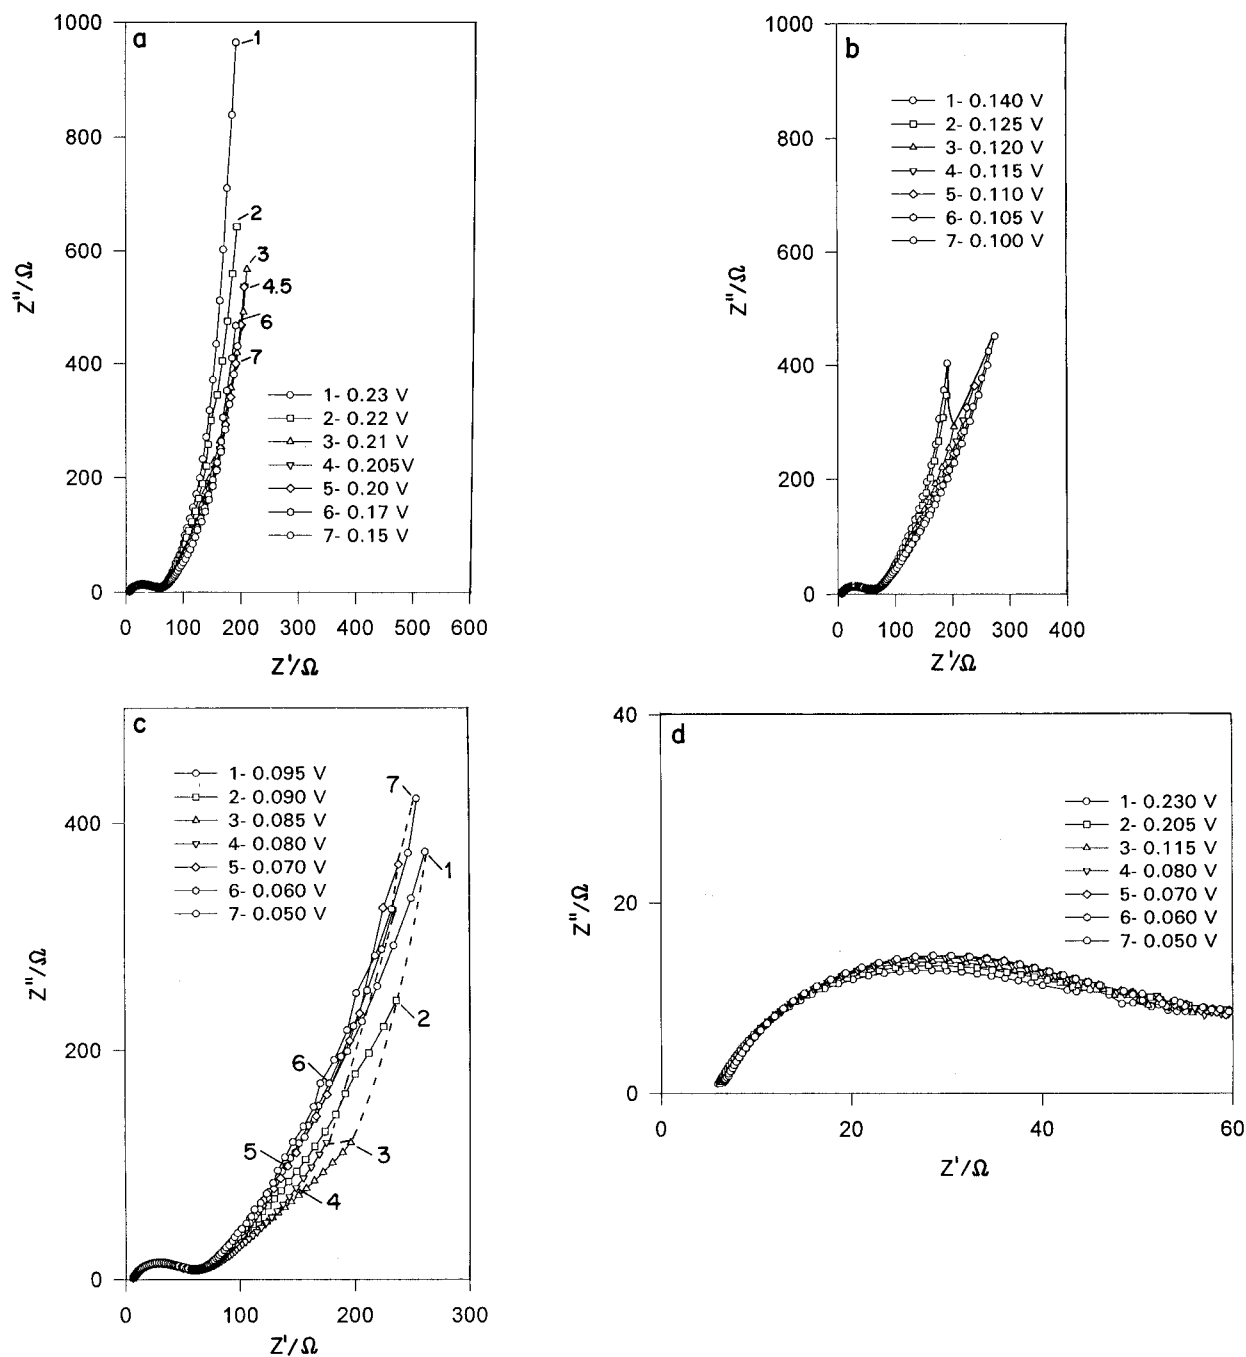 a
1000
800
600
400
200
0
Z"/Ω
1
2
3
4.5
6
7
1- 0.23 V
2- 0.22 V
3- 0.21 V
4- 0.205V
5- 0.20 V
6- 0.17 V
7- 0.15 V
0 100 200 300 400 500 600
Z'/Ω
b
1000
800
600
400
200
0
Z"/Ω
1- 0.140 V
2- 0.125 V
3- 0.120 V
4- 0.115 V
5- 0.110 V
6- 0.105 V
7- 0.100 V
0 100 200 300 400
Z'/Ω
c
400
200
0
Z"/Ω
1- 0.095 V
2- 0.090 V
3- 0.085 V
4- 0.080 V
5- 0.070 V
6- 0.060 V
7- 0.050 V
7
1
2
6
5
3
4
0 100 200 300
Z'/Ω
d
40
20
0
Z"/Ω
1- 0.230 V
2- 0.205 V
3- 0.115 V
4- 0.080 V
5- 0.070 V
6- 0.060 V
7- 0.050 V
0 20 40 60
Z'/Ω